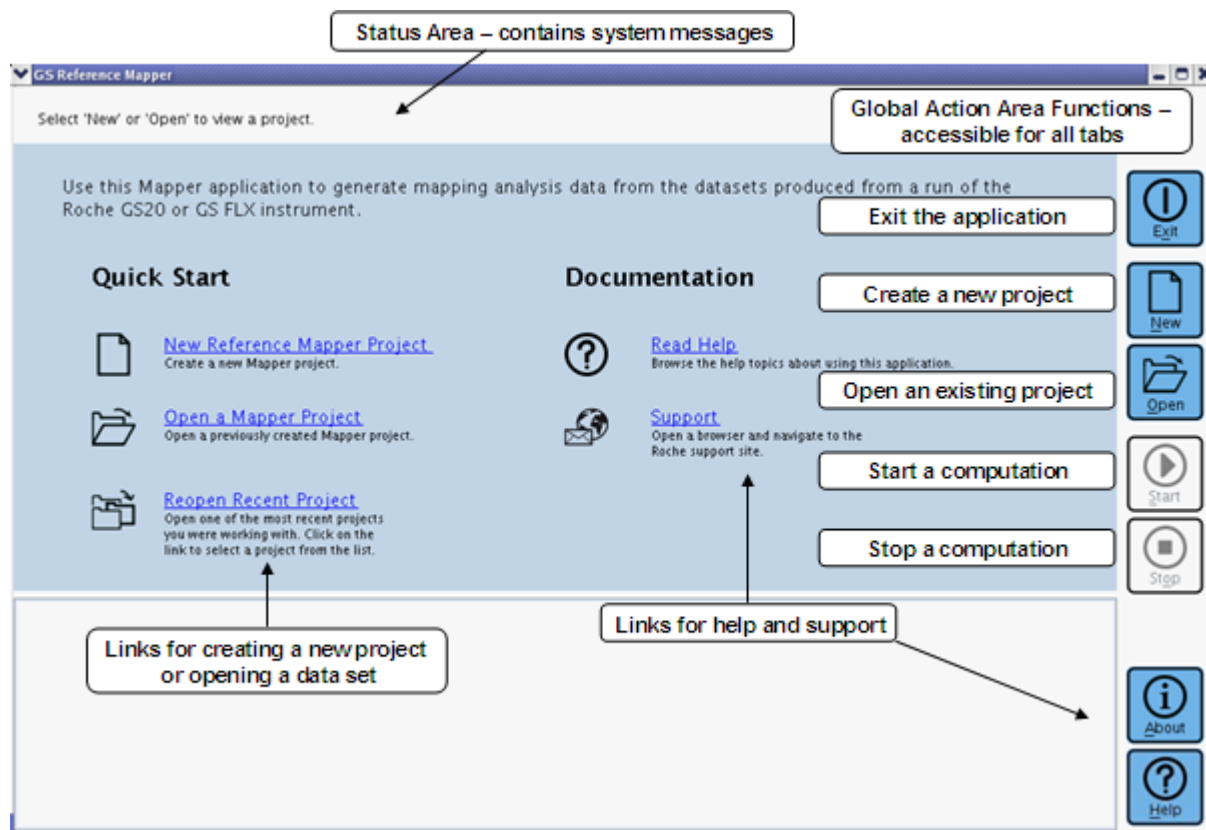 Status Area – contains system messages
GS Reference Mapper
Select 'New' or 'Open' to view a project.
Global Action Area Functions –
accessible for all tabs
Use this Mapper application to generate mapping analysis data from the datasets produced from a run of the
Roche GS20 or GS FLX instrument.
Exit the application
Exit
Quick Start
Documentation
Create a new project
New
New Reference Mapper Project
Create a new Mapper project.
Read Help
Browse the help topics about using this application.
Open an existing project
Open
Open a Mapper Project
Open a previously created Mapper project.
Support
Open a browser and navigate to the
Roche support site.
Start a computation
Start
Reopen Recent Project
Open one of the most recent projects
you were working with. Click on the
link to select a project from the list.
Stop a computation
Stop
Links for creating a new project
or opening a data set
Links for help and support
About
Help